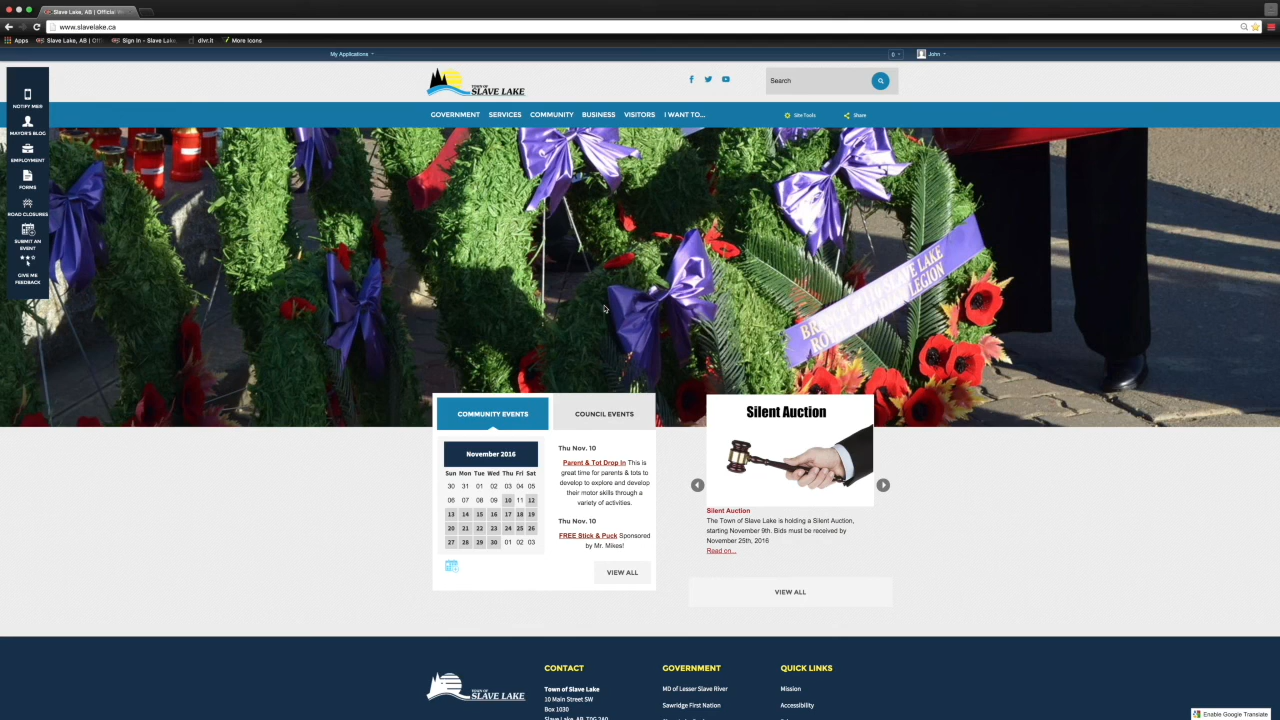 Slave Lake, AB | Official
www.slavelake.ca
Apps
Slave Lake, AB | Off
Sign In - Slave Lake,
dlvr.it
More Icons
My Applications
0
John
TOWN OF
SLAVE LAKE
Search
GOVERNMENT SERVICES COMMUNITY BUSINESS VISITORS I WANT TO...
Site Tools
Share
NOTIFY ME®
MAYOR'S BLOG
EMPLOYMENT
FORMS
ROAD CLOSURES
SUBMIT AN
EVENT
GIVE ME
FEEDBACK
SLAVE LAKE
LEGION
COMMUNITY EVENTS
COUNCIL EVENTS
November 2016
Sun Mon Tue Wed Thu Fri Sat
30 31 01 02 03 04 05
06 07 08 09 10 11 12
13 14 15 16 17 18 19
20 21 22 23 24 25 26
27 28 29 30 01 02 03
Thu Nov. 10
Parent & Tot Drop In This is
great time for parents & tots to
develop to explore and develop
their motor skills through a
variety of activities.
Thu Nov. 10
FREE Stick & Puck Sponsored
by Mr. Mikes!
VIEW ALL
Silent Auction
Silent Auction
The Town of Slave Lake is holding a Silent Auction,
starting November 9th. Bids must be received by
November 25th, 2016
Read on...
VIEW ALL
TOWN OF
SLAVE LAKE
CONTACT
Town of Slave Lake
10 Main Street SW
Box 1030
Slave Lake, AB T0G 2A0
GOVERNMENT
MD of Lesser Slave River
Sawridge First Nation
QUICK LINKS
Mission
Accessibility
Enable Google Translate